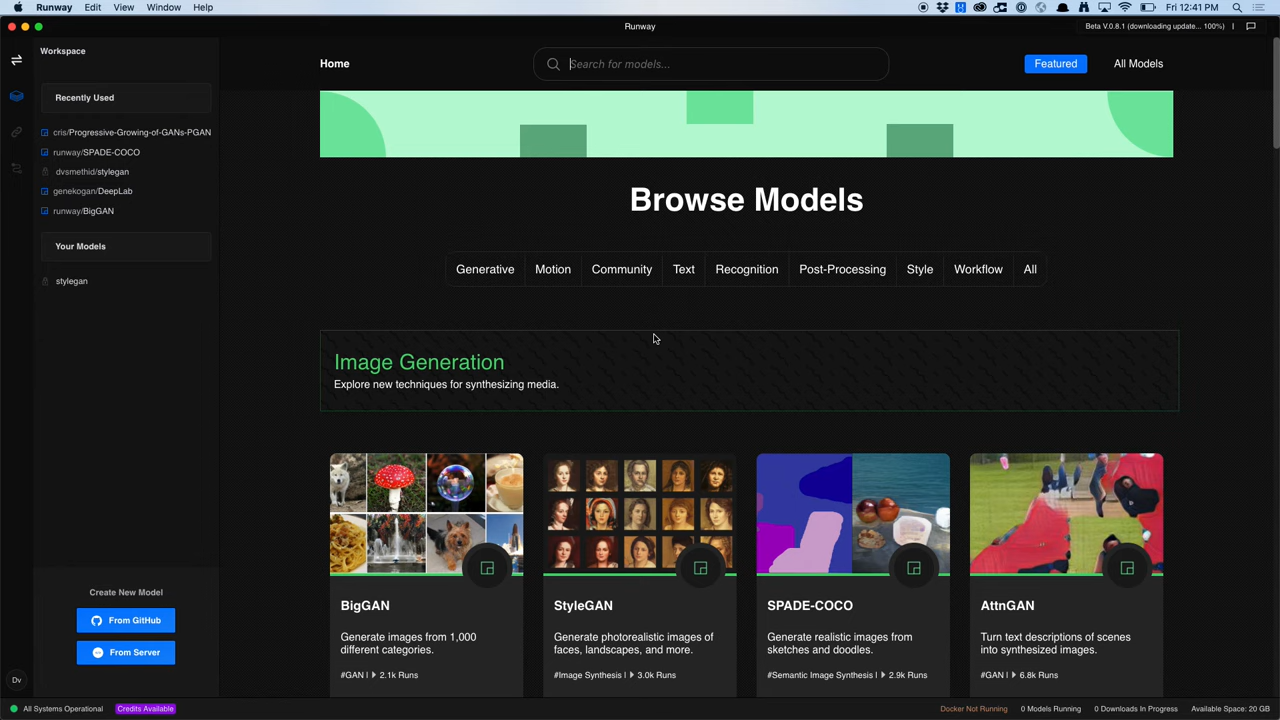 Runway Edit View Window Help
Fri 12:41 PM
Runway
Beta V.0.8.1 (downloading update... 100%)
Workspace
Home
Search for models...
Featured
All Models
Recently Used
cris/Progressive-Growing-of-GANs-PGAN
runway/SPADE-COCO
dvsmethid/stylegan
genekogan/DeepLab
runway/BigGAN
Your Models
stylegan
Browse Models
Generative Motion Community Text Recognition Post-Processing Style Workflow All
Image Generation
Explore new techniques for synthesizing media.
BigGAN
Generate images from 1,000
different categories.
#GAN | 2.1k Runs
StyleGAN
Generate photorealistic images of
faces, landscapes, and more.
#Image Synthesis | 3.0k Runs
SPADE-COCO
Generate realistic images from
sketches and doodles.
#Semantic Image Synthesis | 2.9k Runs
AttnGAN
Turn text descriptions of scenes
into synthesized images.
#GAN | 6.8k Runs
Create New Model
From GitHub
From Server
Dv
All Systems Operational
Credits Available
Docker Not Running
0 Models Running
0 Downloads In Progress
Available Space: 20 GB